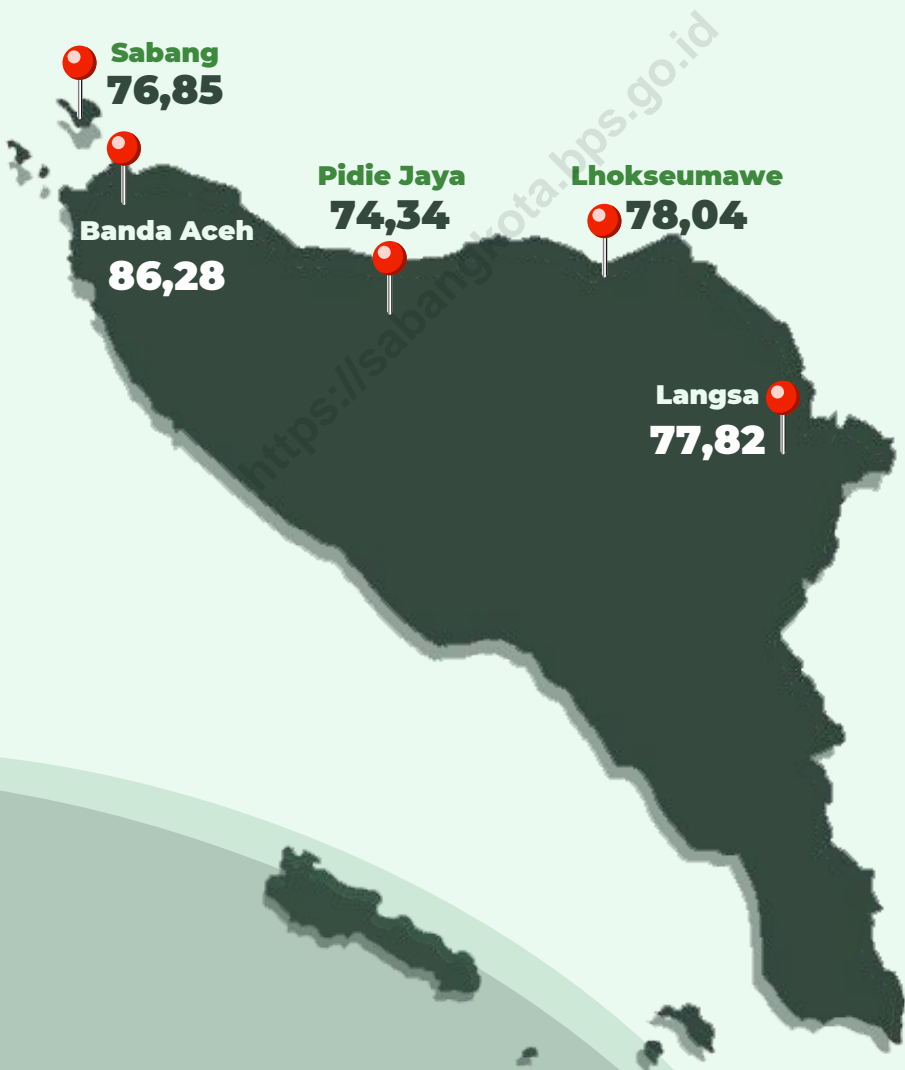 Sabang
76,85
Pidie Jaya
74,34
Lhokseumawe
78,04
Banda Aceh
86,28
Langsa
77,82
https://sabangkota.bps.go.id